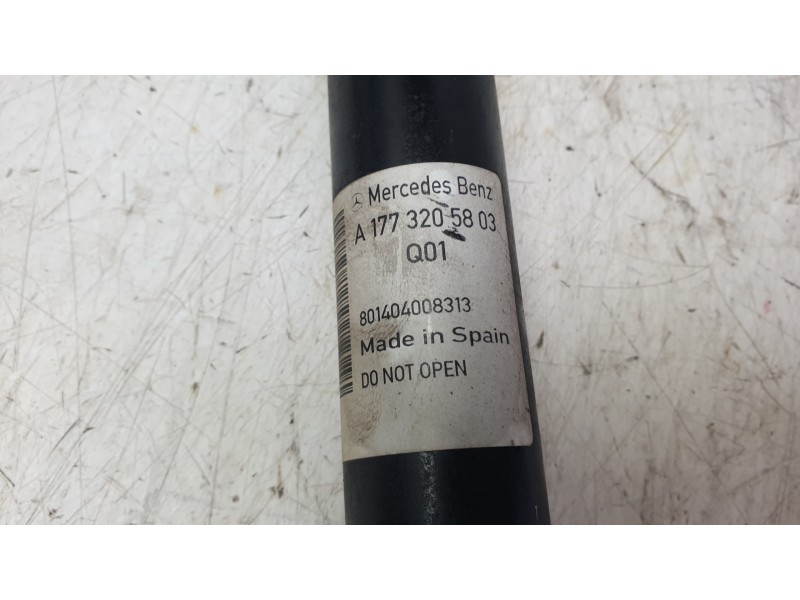 Mercedes Benz
A 177 320 58 03
Q01
801404008313
Made in Spain
DO NOT OPEN